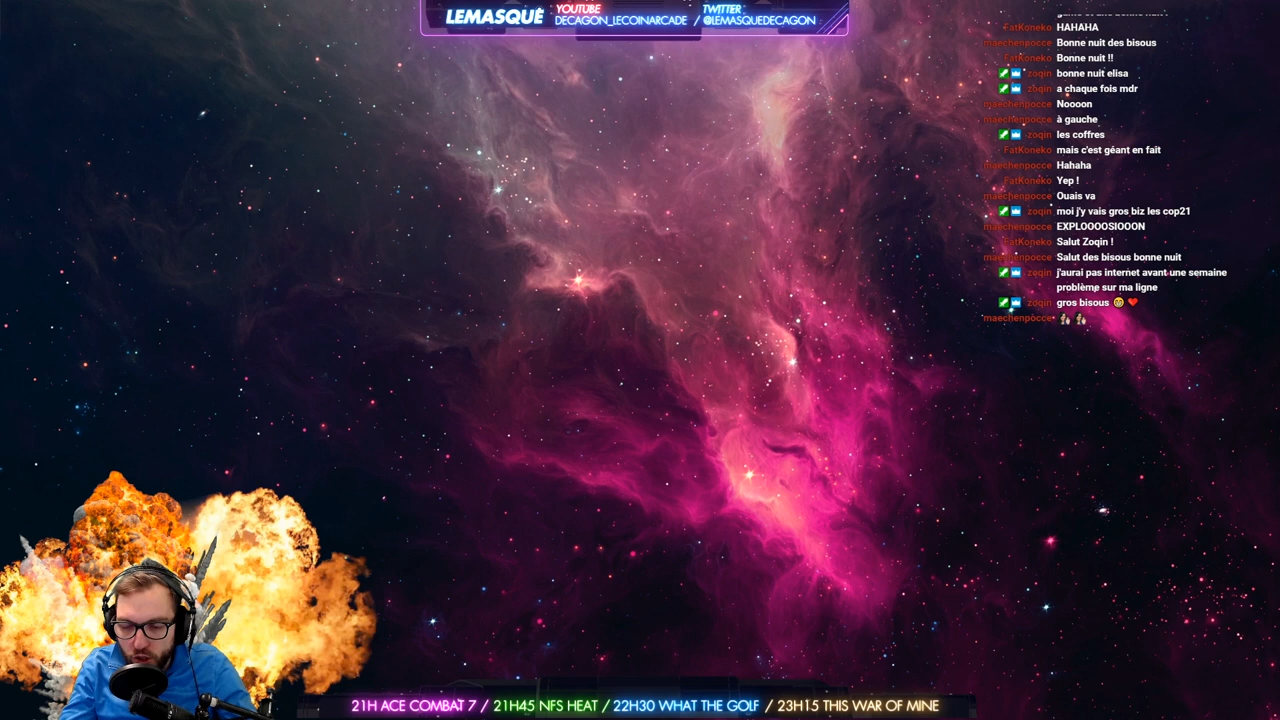 LEMASQUÉ
YOUTUBE
DECAGON_LECOINARCADE
/
TWITTER
@LEMASQUEDECAGON
FatKoneko HAHAHA
maechenpocce Bonne nuit des bisous
FatKoneko Bonne nuit !!
zoqin bonne nuit elisa
zoqin a chaque fois mdr
maechenpocce Noooon
maechenpocce à gauche
zoqin les coffres
FatKoneko mais c'est géant en fait
maechenpocce Hahaha
FatKoneko Yep !
maechenpocce Ouais va
zoqin moi j'y vais gros biz les cop21
maechenpocce EXPLOOOOSIOOON
FatKoneko Salut Zoqin !
maechenpocce Salut des bisous bonne nuit
zoqin j'aurai pas internet avant une semaine
problème sur ma ligne
zoqin gros bisous 😁 ❤️
maechenpocce
21H ACE COMBAT 7 / 21H45 NFS HEAT / 22H30 WHAT THE GOLF / 23H15 THIS WAR OF MINE